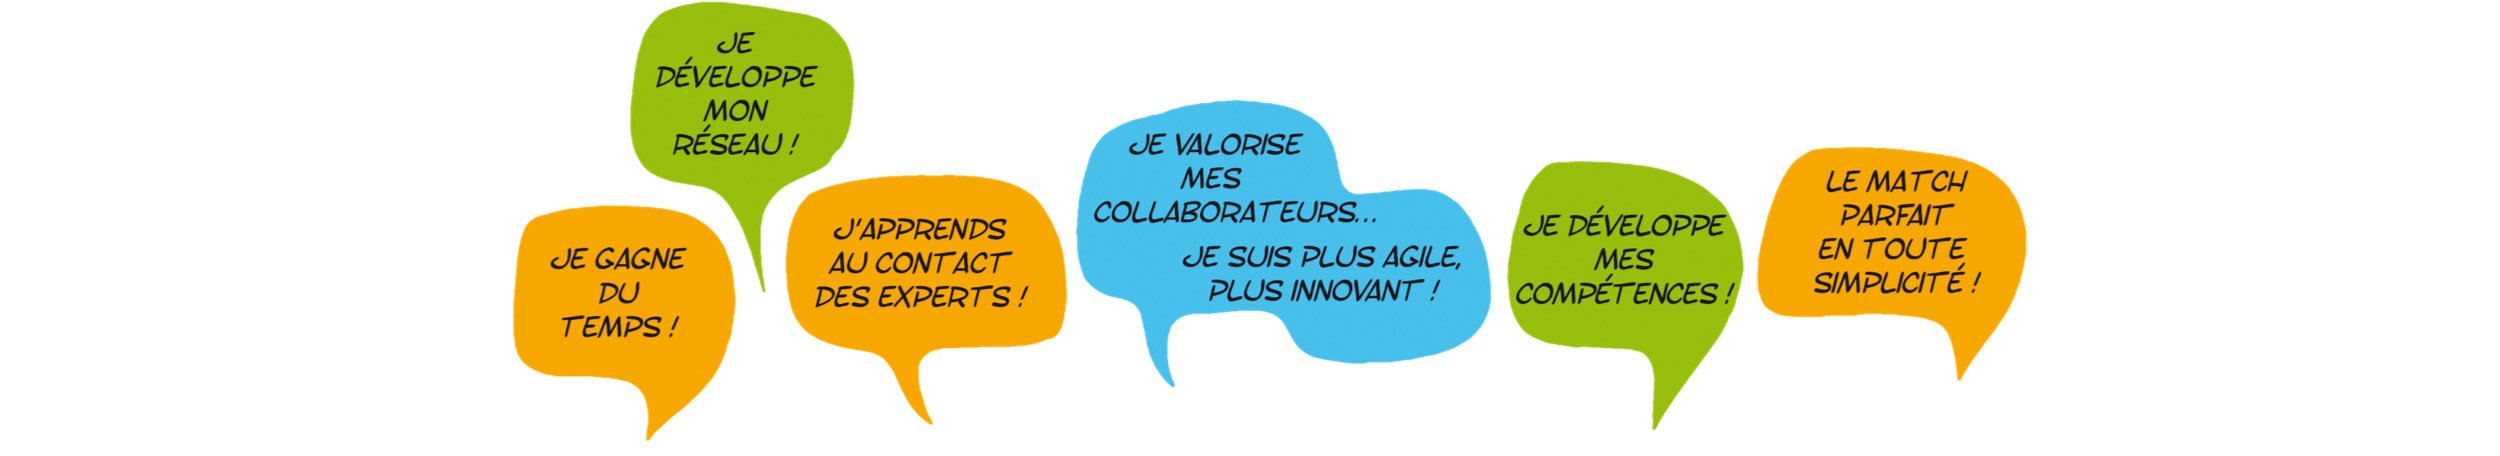 JE
DÉVELOPPE
MON
RÉSEAU !
JE GAGNE
DU
TEMPS !
J'APPRENDS
AU CONTACT
DES EXPERTS !
JE VALORISE
MES
COLLABORATEURS...
JE SUIS PLUS AGILE,
PLUS INNOVANT !
JE DÉVELOPPE
MES
COMPÉTENCES !
LE MATCH
PARFAIT
EN TOUTE
SIMPLICITÉ !